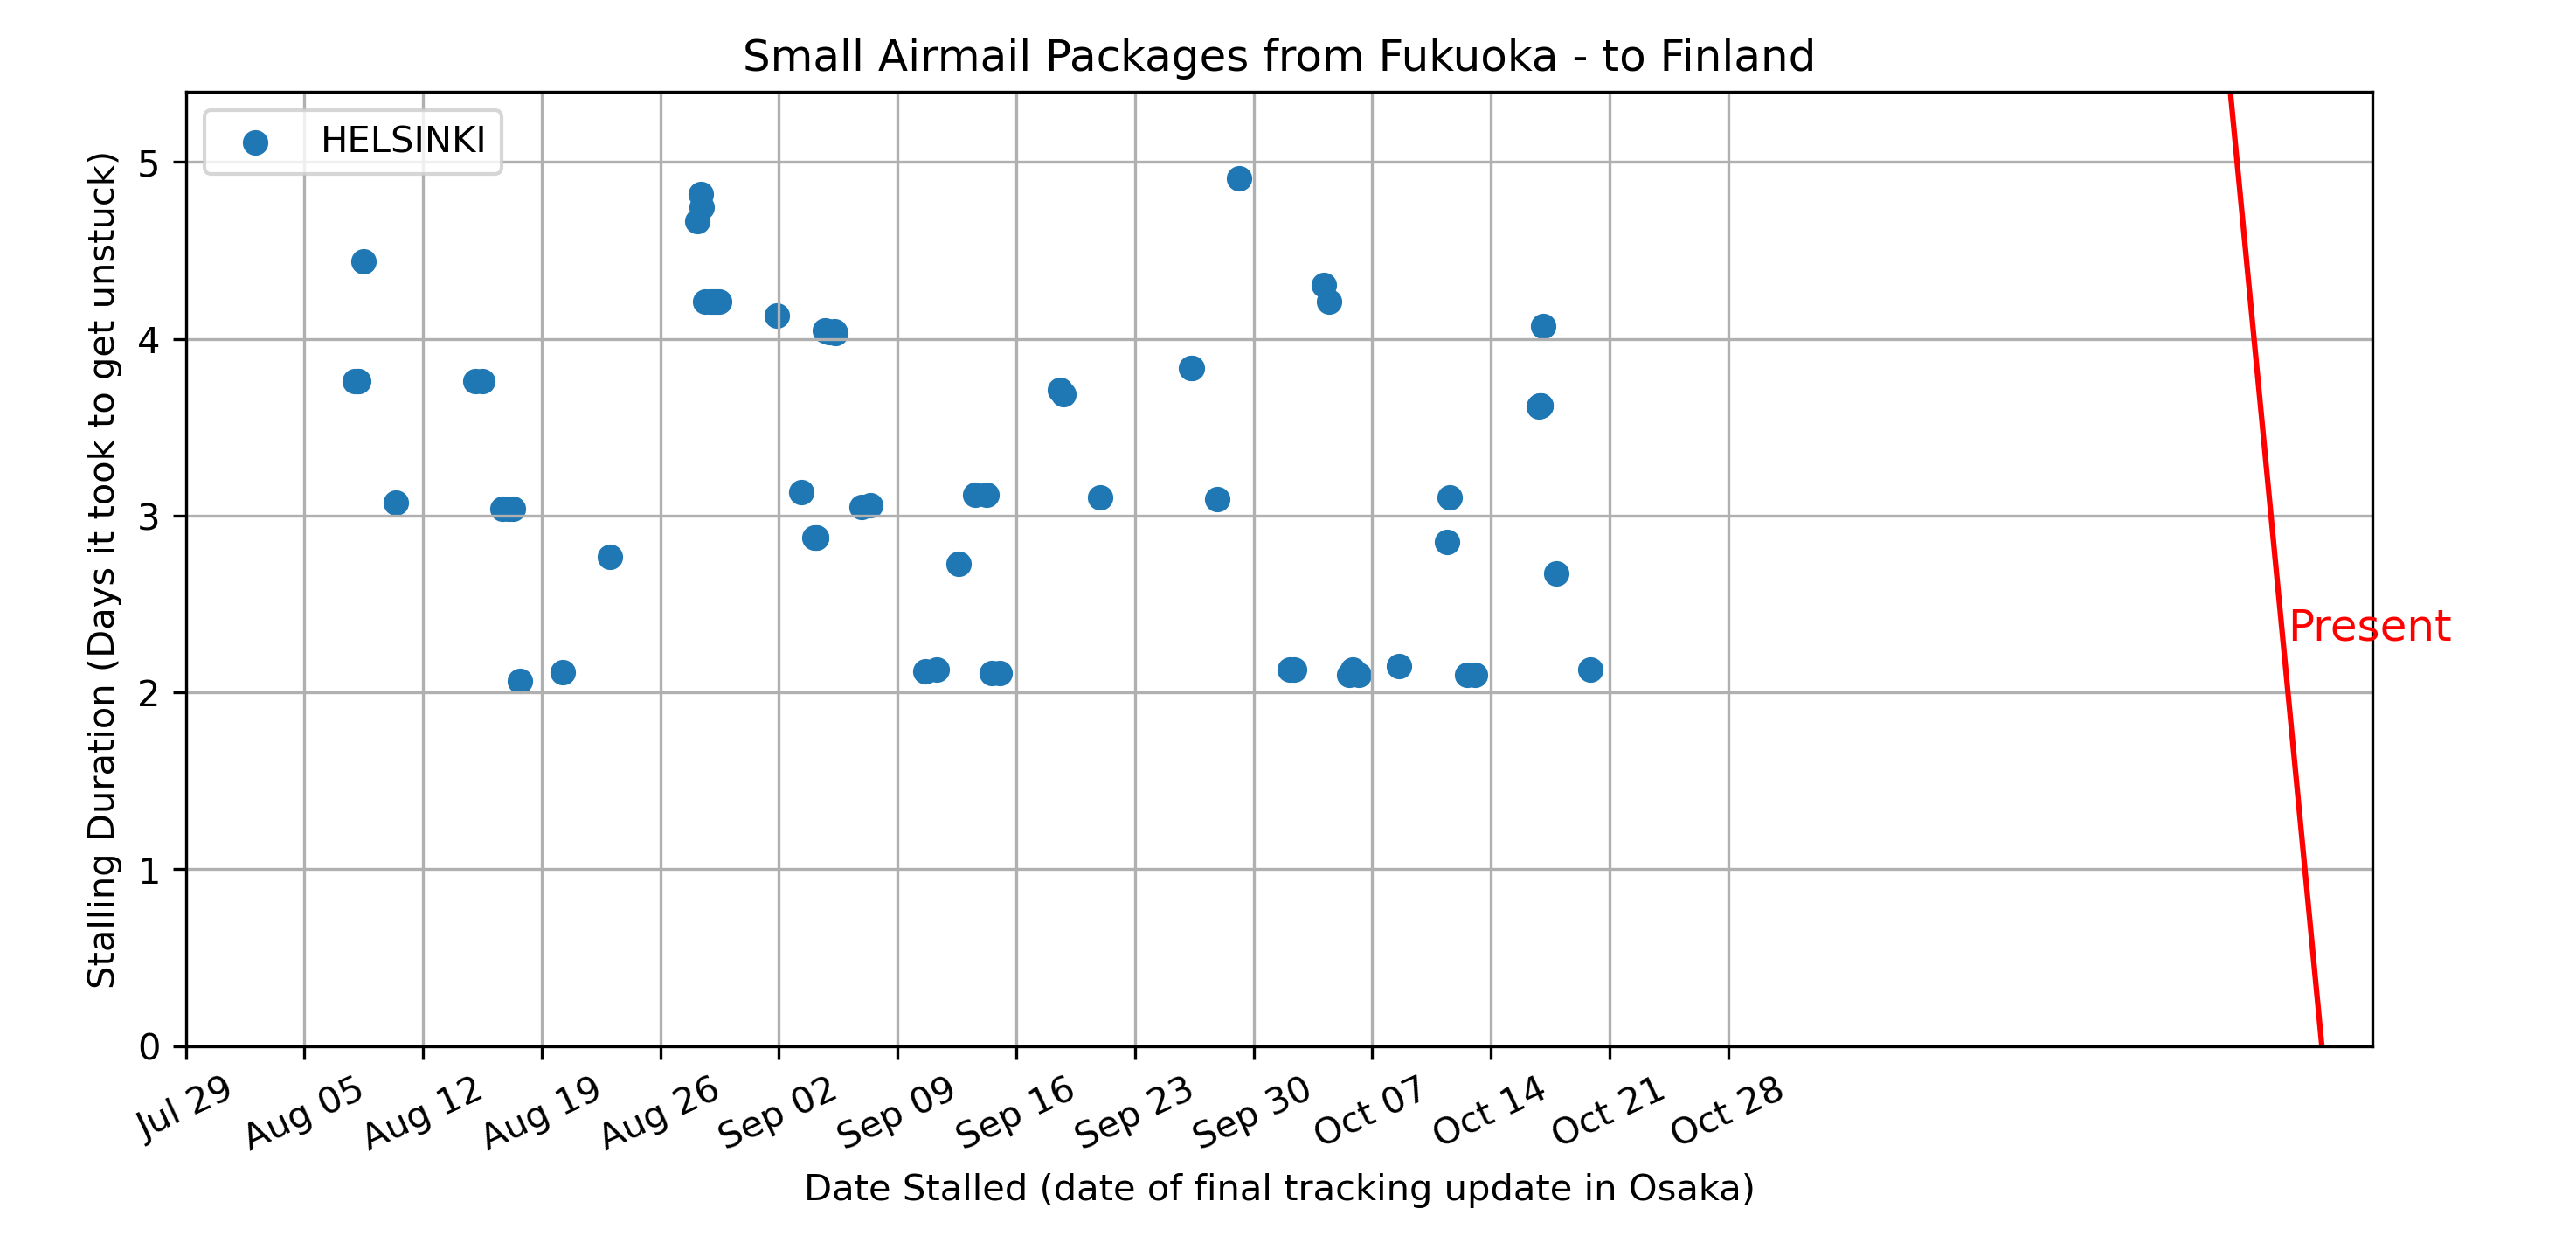 Small Airmail Packages from Fukuoka - to Finland
HELSINKI
Stalling Duration (Days it took to get unstuck)
5
4
3
2
1
0
Present
Jul 29
Aug 05
Aug 12
Aug 19
Aug 26
Sep 02
Sep 09
Sep 16
Sep 23
Sep 30
Oct 07
Oct 14
Oct 21
Oct 28
Date Stalled (date of final tracking update in Osaka)